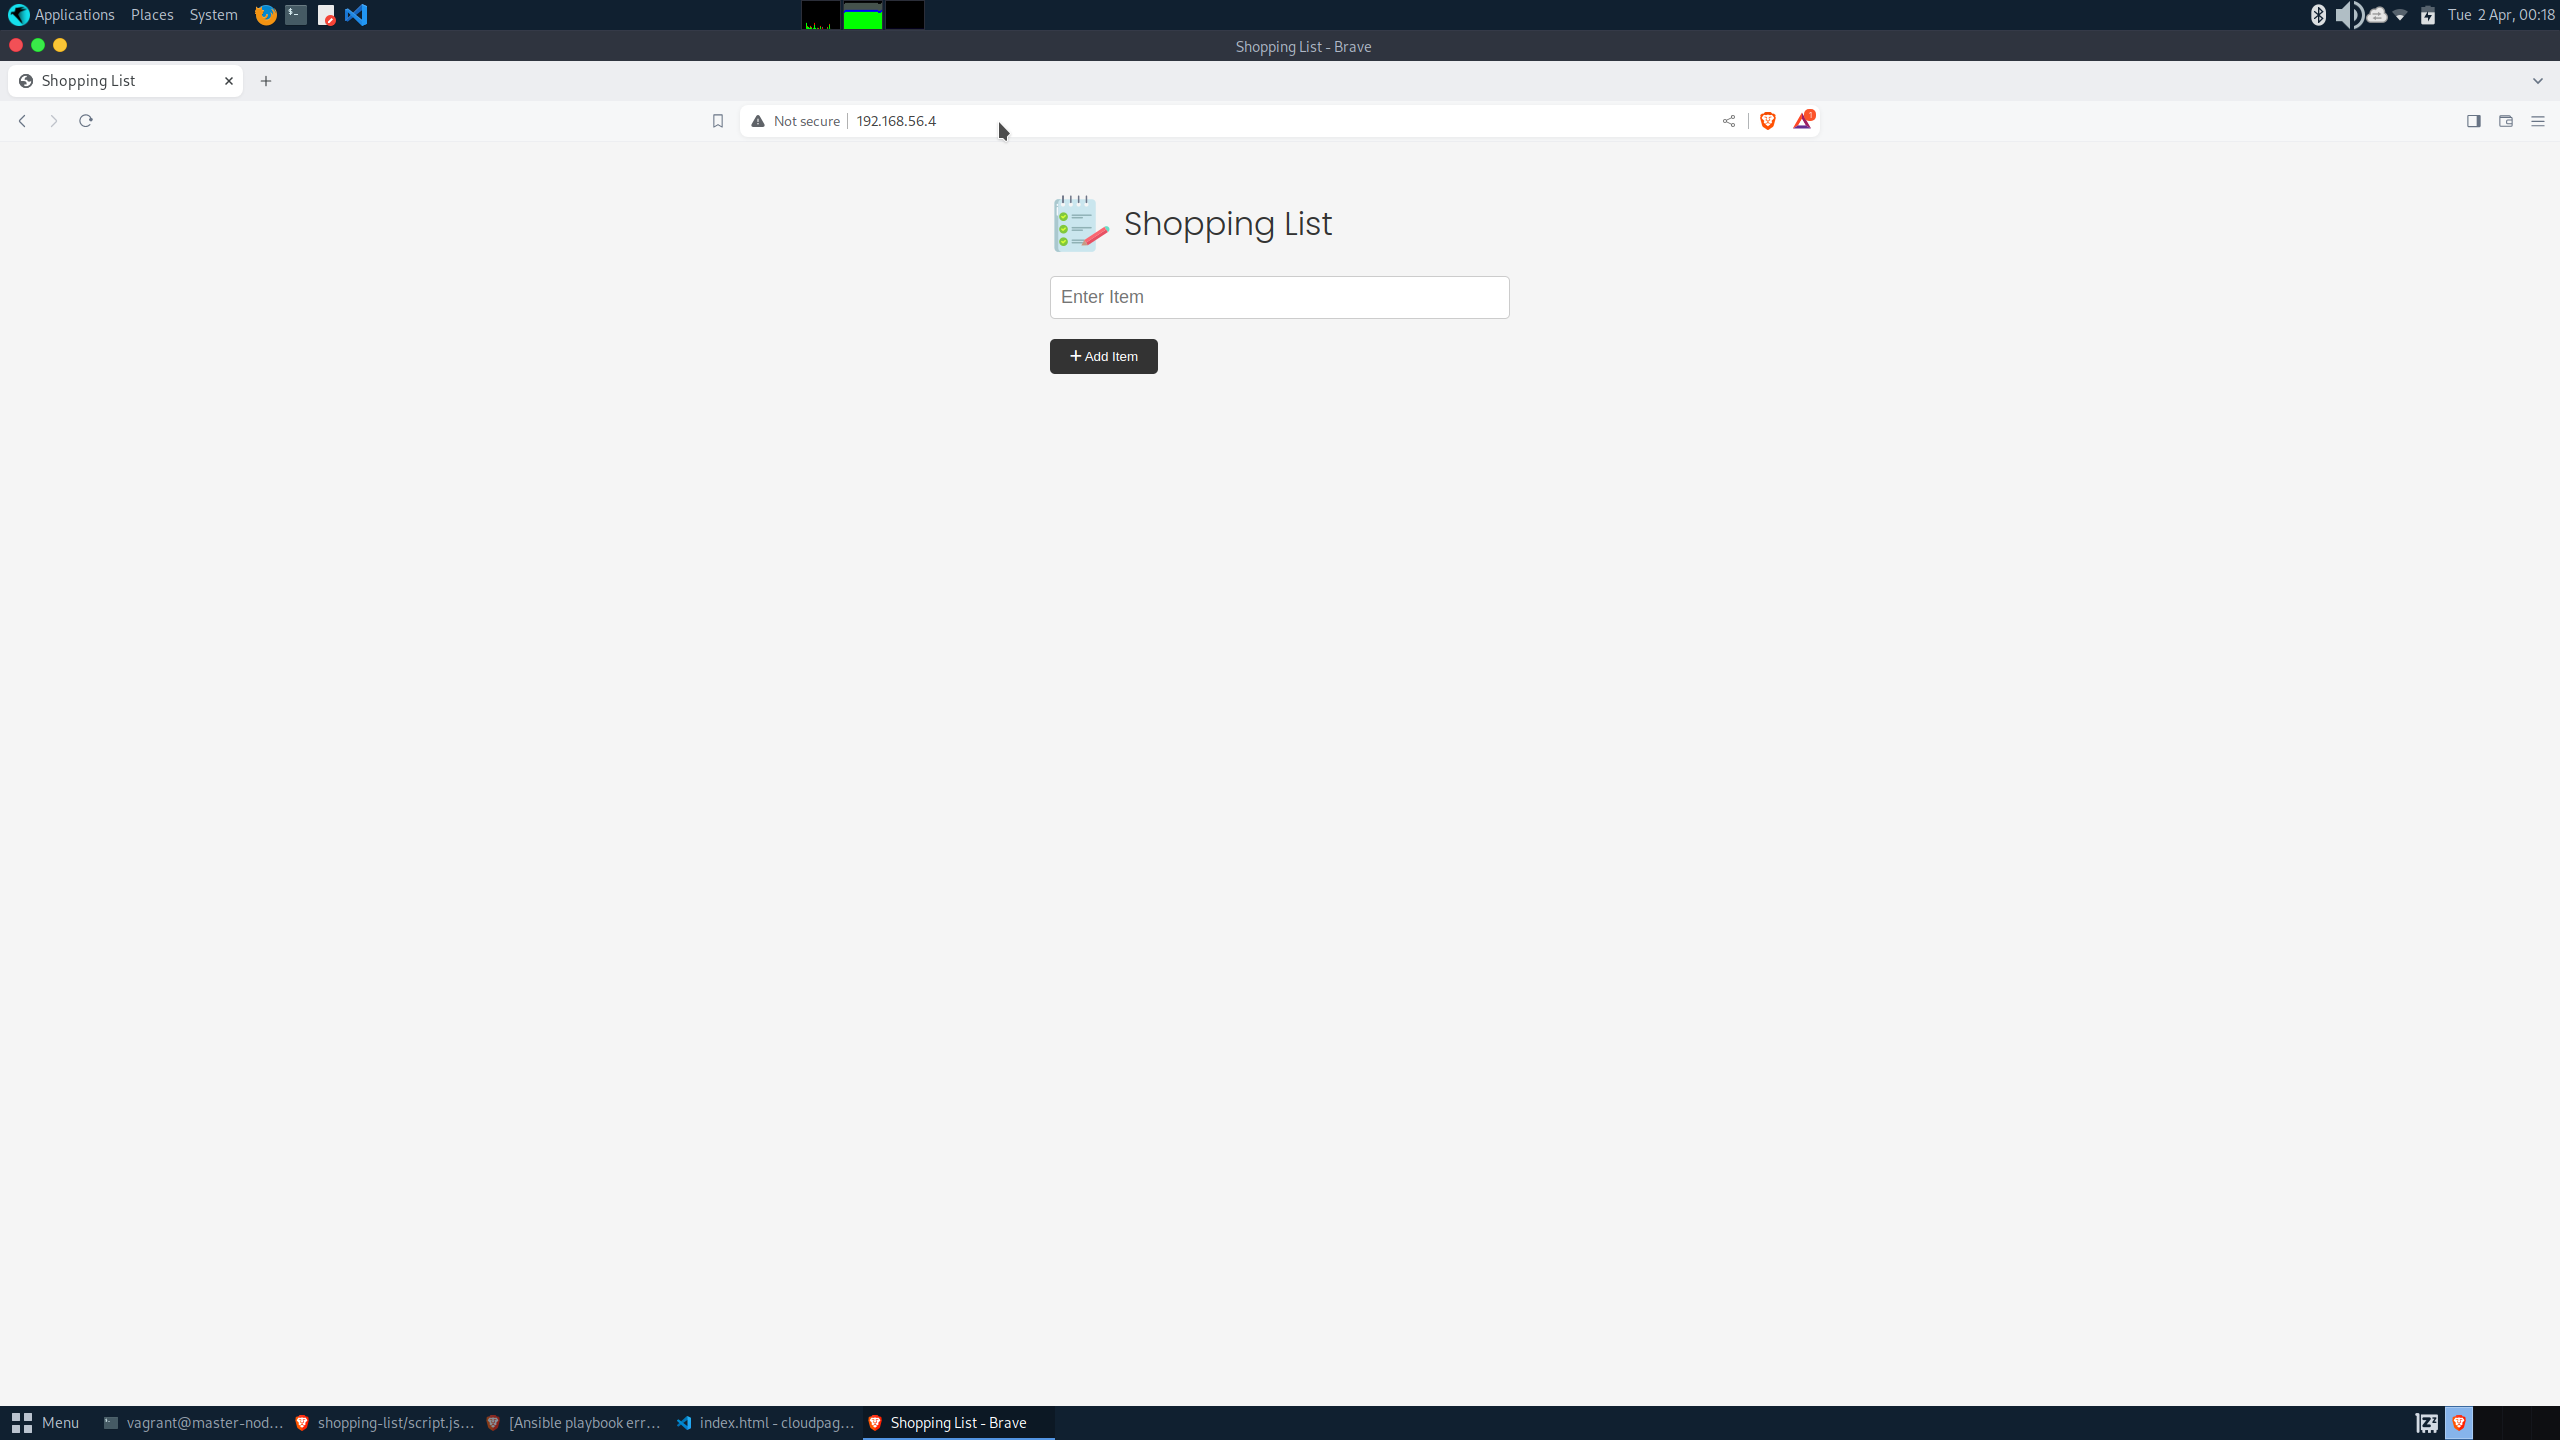 Applications Places System Tue 2 Apr, 00:18
Shopping List - Brave
Shopping List
Not secure 192.168.56.4 1
Shopping List
Enter Item
+ Add Item
Menu vagrant@master-nod... shopping-list/script.js... [Ansible playbook err... index.html - cloudpag... Shopping List - Brave